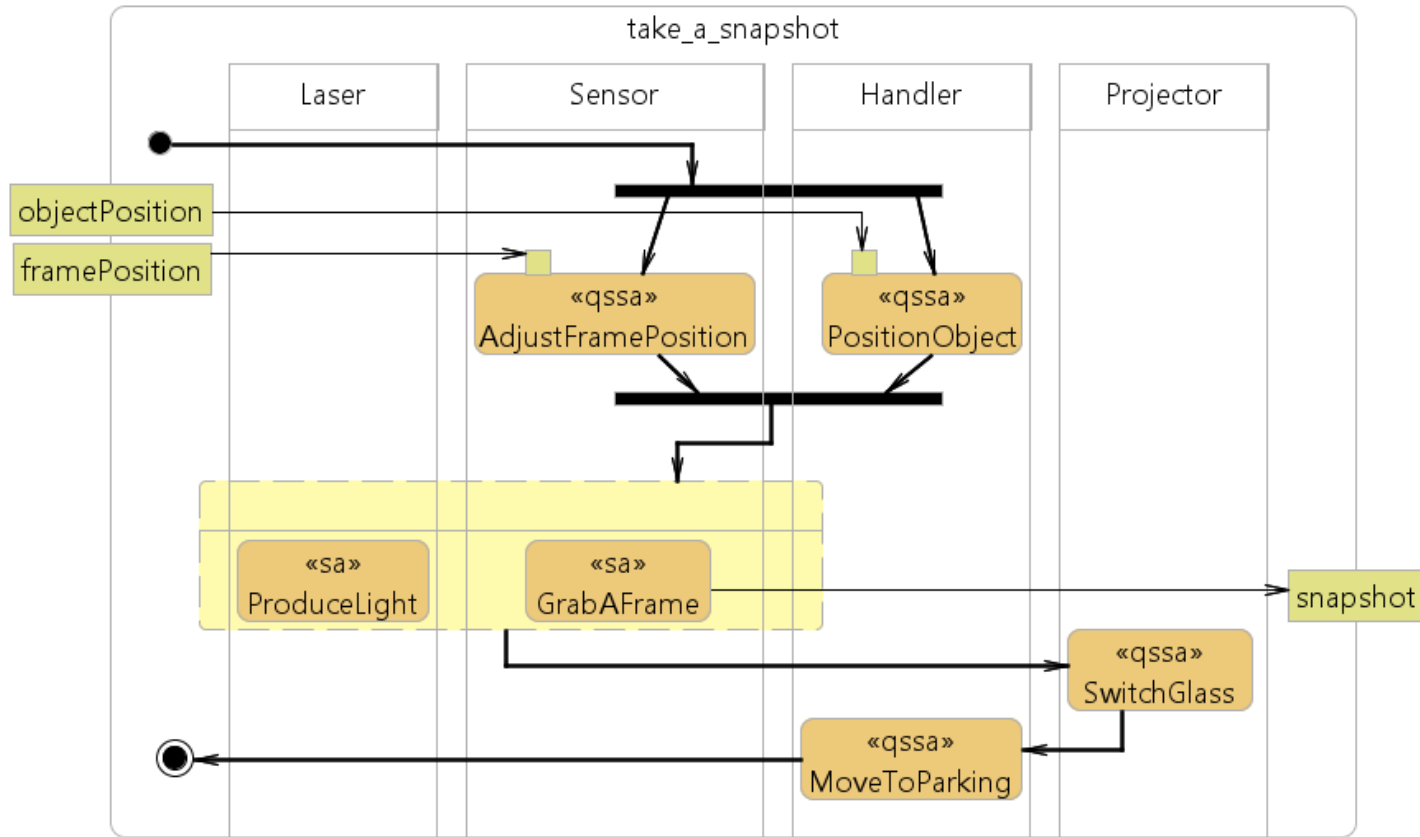 take_a_snapshot
Laser
Sensor
Handler
Projector
objectPosition
framePosition
«qssa»
AdjustFramePosition
«qssa»
PositionObject
«sa»
ProduceLight
«sa»
GrabAFrame
snapshot
«qssa»
SwitchGlass
«qssa»
MoveToParking